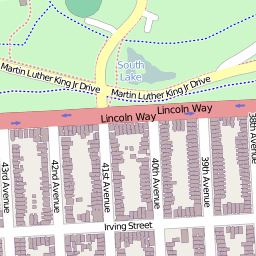 South
Lake
Martin Luther King Jr Drive
Martin Luther King Jr Drive
Lincoln Way
Lincoln Way
43rd Avenue
42nd Avenue
41st Avenue
40th Avenue
39th Avenue
38th Avenue
Irving Street